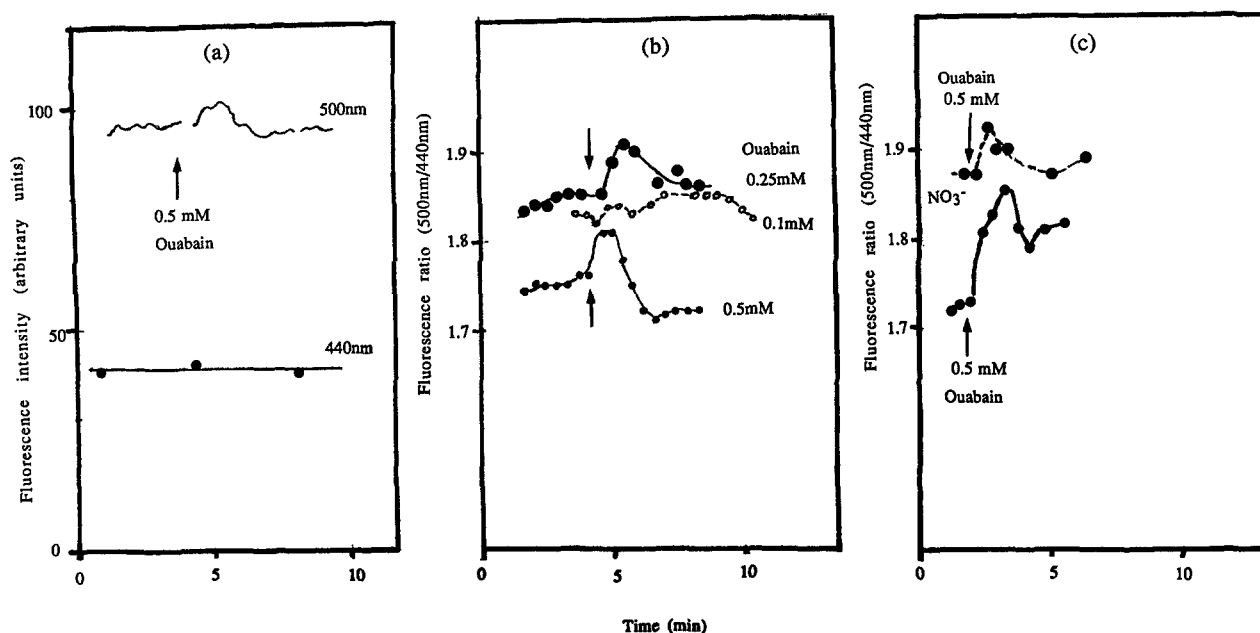 (a)
Fluorescence intensity (arbitrary units)
100
50
0
500nm
0.5 mM
Ouabain
440nm
0
5
10
(b)
Fluorescence ratio (500nm/440nm)
1.9
1.8
1.7
Ouabain
0.25mM
0.1mM
0.5mM
0
5
10
Time (min)
(c)
Fluorescence ratio (500nm/440nm)
1.9
1.8
1.7
Ouabain
0.5 mM
NO₃⁻
0.5 mM
Ouabain
0
5
10